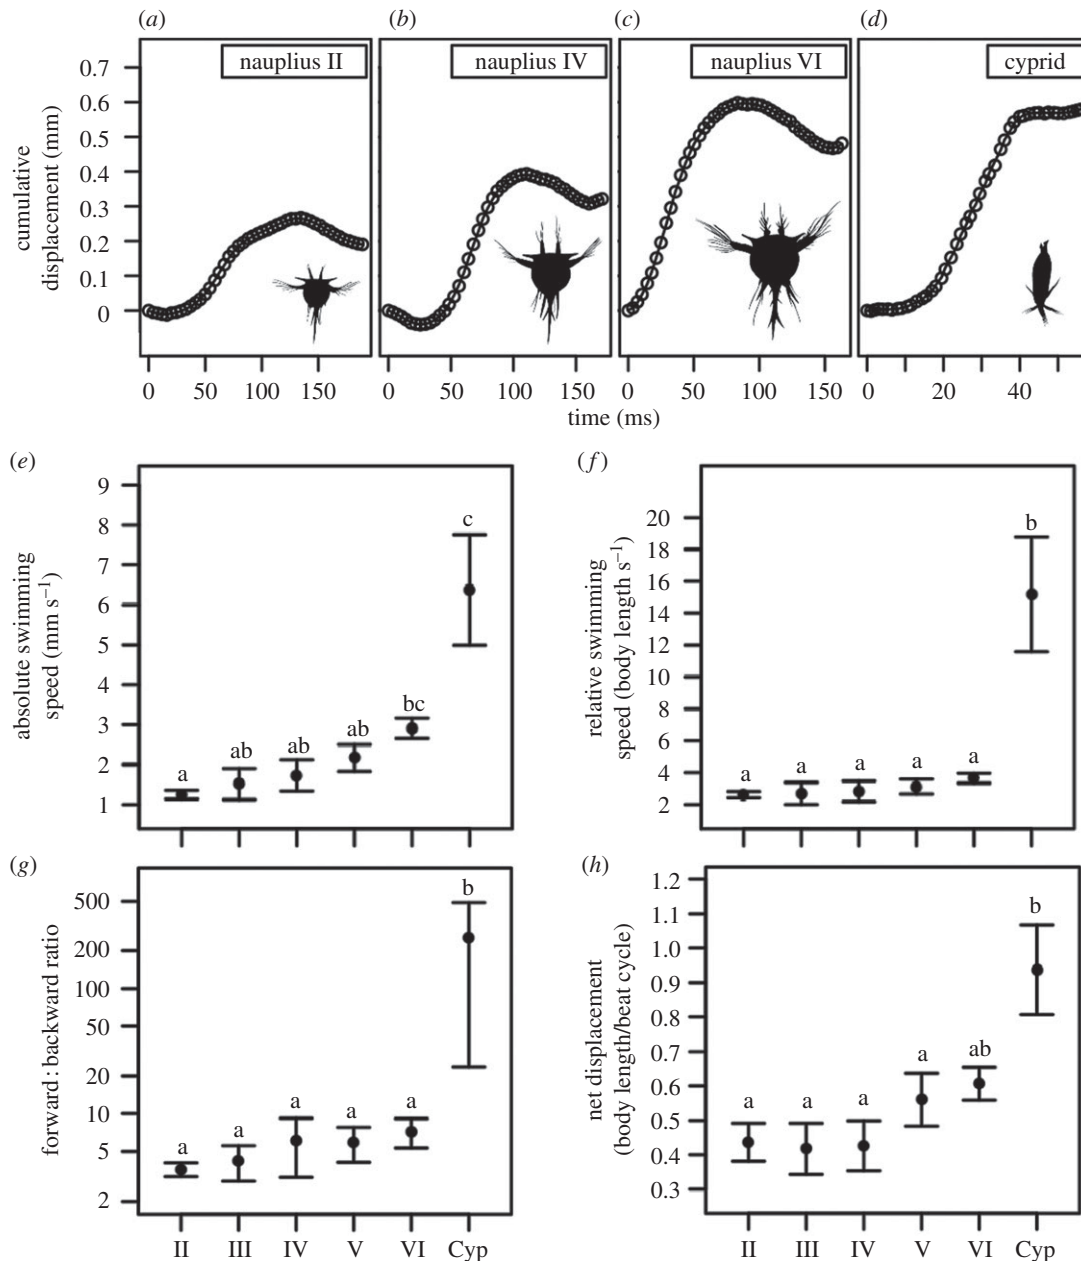 (a) (b) (c) (d)
nauplius II nauplius IV nauplius VI cyprid
0.7
0.6
0.5
0.4
0.3
0.2
0.1
0
cumulative
displacement (mm)
0 50 100 150 0 50 100 150 0 50 100 150 0 20 40
time (ms)
(e)
9
8
7
6
5
4
3
2
1
absolute swimming
speed (mm s⁻¹)
a ab ab ab bc c
(f)
20
18
16
14
12
10
8
6
4
2
relative swimming
speed (body length s⁻¹)
a a a a a b
(g)
500
200
100
50
20
10
5
2
forward : backward ratio
a a a a a b
II III IV V VI Cyp
(h)
1.2
1.1
1.0
0.9
0.8
0.7
0.6
0.5
0.4
0.3
net displacement
(body length/beat cycle)
a a a a ab b
II III IV V VI Cyp